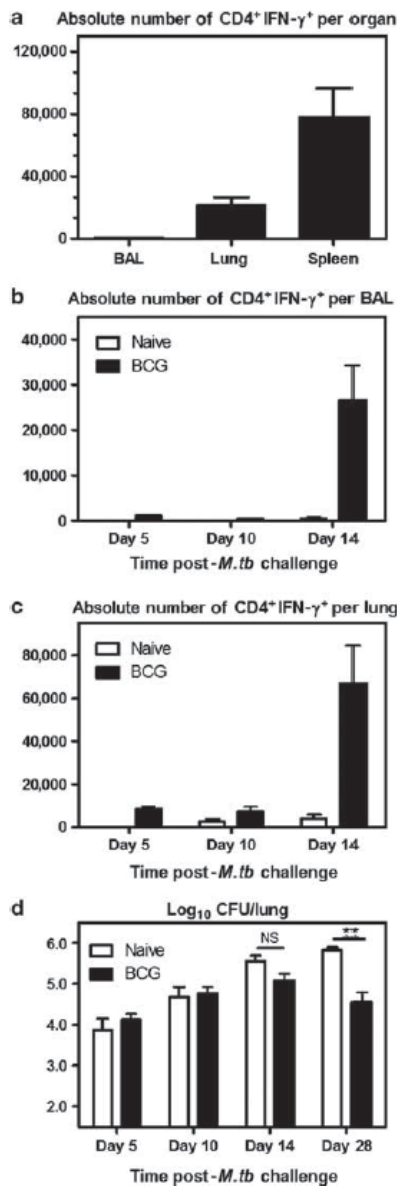 a Absolute number of CD4⁺ IFN-γ⁺ per organ
120,000
80,000
40,000
0
BAL Lung Spleen
b Absolute number of CD4⁺ IFN-γ⁺ per BAL
40,000
30,000
20,000
10,000
0
Naive
BCG
Day 5 Day 10 Day 14
Time post-M.tb challenge
c Absolute number of CD4⁺ IFN-γ⁺ per lung
80,000
60,000
40,000
20,000
0
Naive
BCG
Day 5 Day 10 Day 14
Time post-M.tb challenge
d Log₁₀ CFU/lung
6.0
5.0
4.0
3.0
2.0
Naive
BCG
NS
**
Day 5 Day 10 Day 14 Day 28
Time post-M.tb challenge